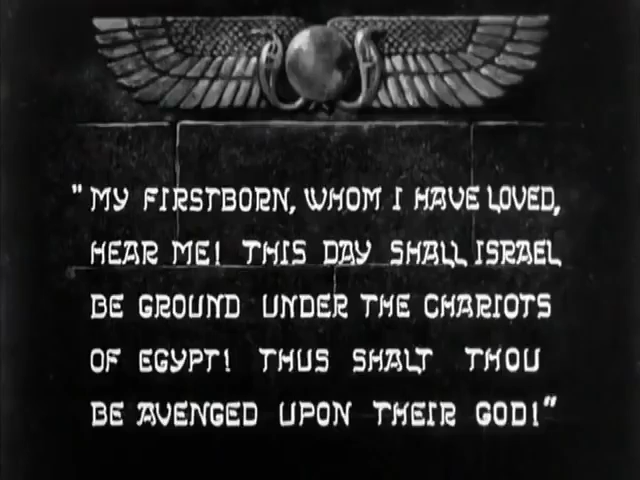 "MY FIRSTBORN, WHOM I HAVE LOVED,
HEAR ME! THIS DAY SHALL ISRAEL
BE GROUND UNDER THE CHARIOTS
OF EGYPT! THUS SHALT THOU
BE AVENGED UPON THEIR GOD!"